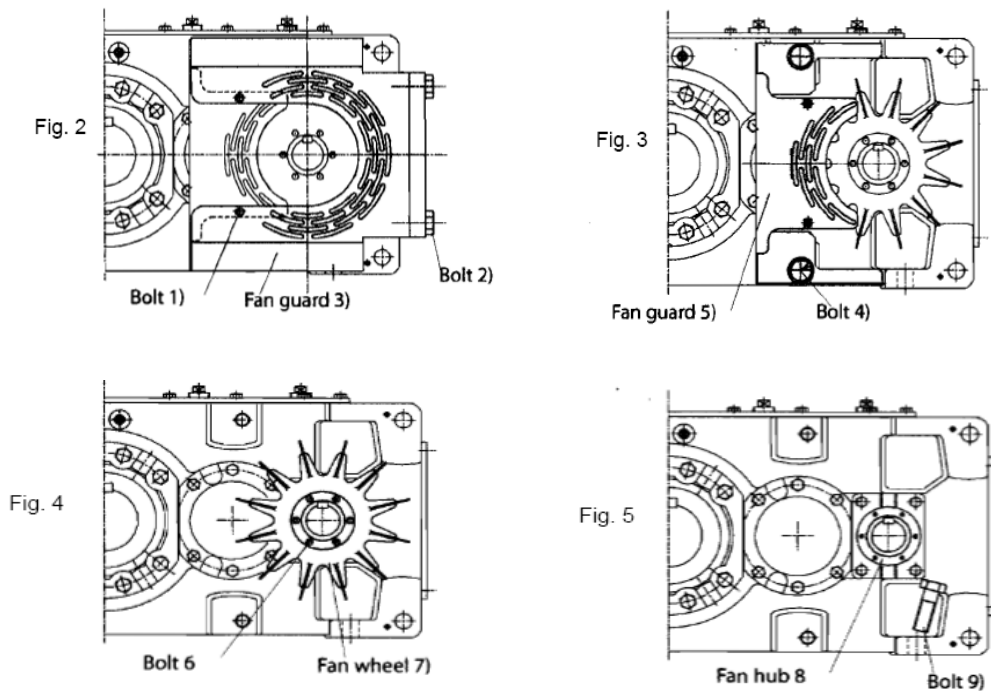 Fig. 2
Bolt 1)
Fan guard 3)
Bolt 2)
Fig. 3
Fan guard 5)
Bolt 4)
Fig. 4
Bolt 6
Fan wheel 7)
Fig. 5
Fan hub 8
Bolt 9)